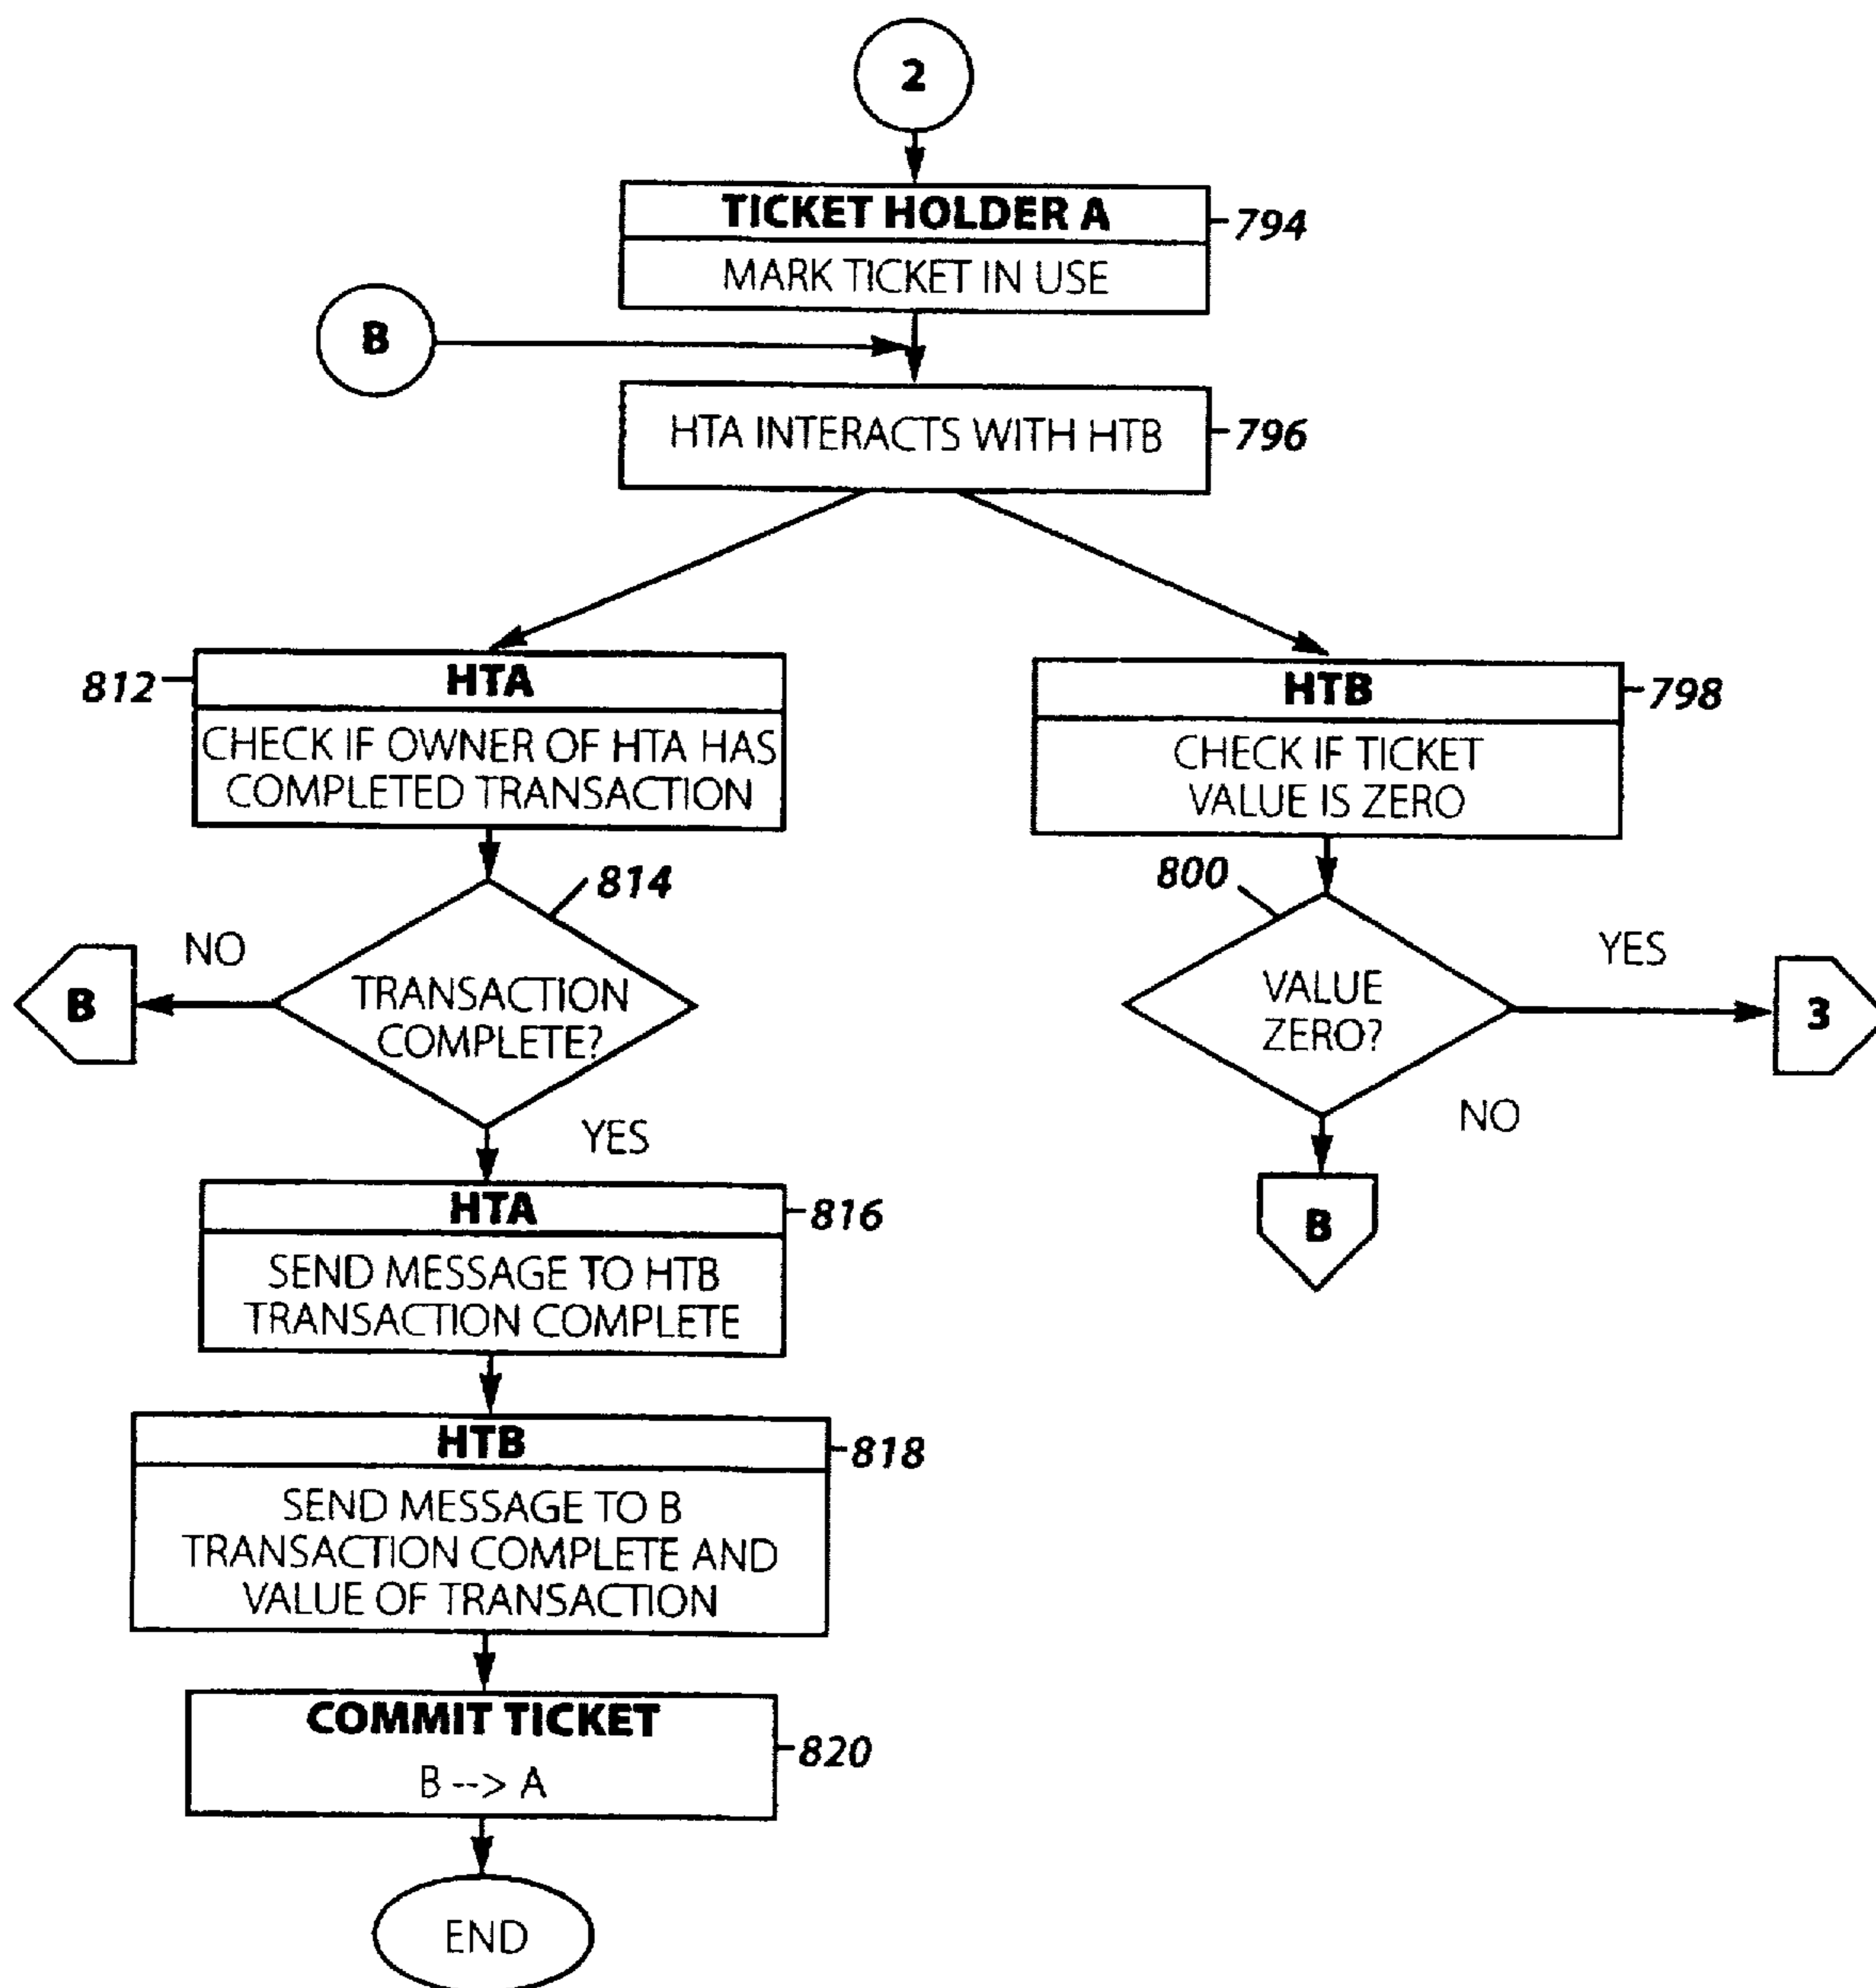 2
TICKET HOLDER A
794
MARK TICKET IN USE
B
HTA INTERACTS WITH HTB
796
812
HTA
CHECK IF OWNER OF HTA HAS
COMPLETED TRANSACTION
HTB
798
CHECK IF TICKET
VALUE IS ZERO
814
800
NO
B
TRANSACTION
COMPLETE?
YES
VALUE
ZERO?
YES
3
NO
B
HTA
816
SEND MESSAGE TO HTB
TRANSACTION COMPLETE
HTB
818
SEND MESSAGE TO B
TRANSACTION COMPLETE AND
VALUE OF TRANSACTION
COMMIT TICKET
820
B --> A
END